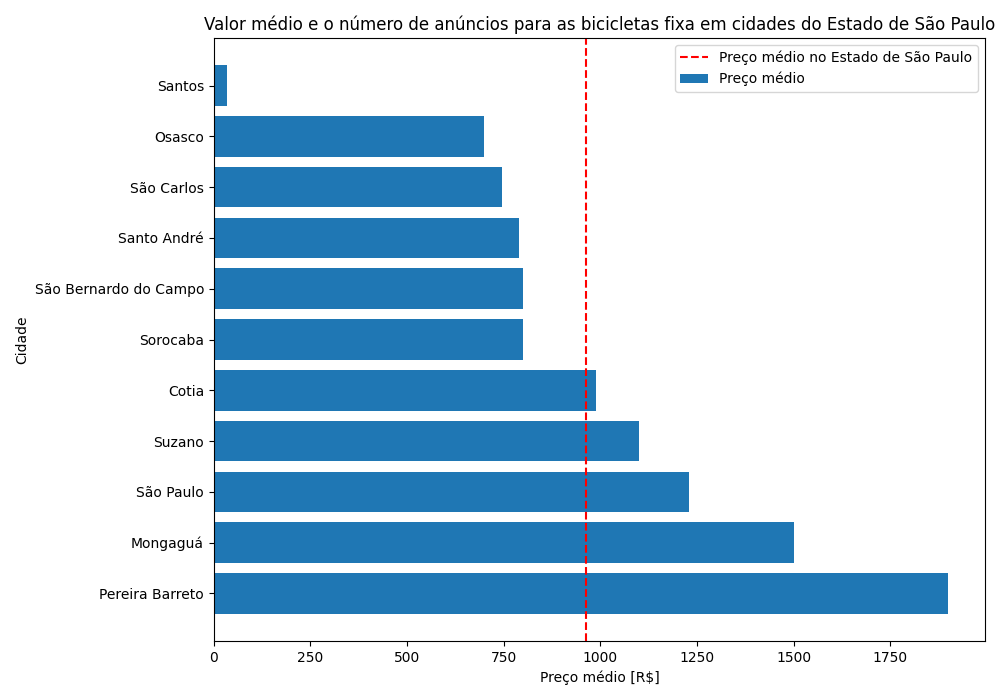 Valor médio e o número de anúncios para as bicicletas fixa em cidades do Estado de São Paulo
Preço médio no Estado de São Paulo
Preço médio
Santos
Osasco
São Carlos
Santo André
São Bernardo do Campo
Sorocaba
Cotia
Suzano
São Paulo
Mongaguá
Pereira Barreto
Cidade
0 250 500 750 1000 1250 1500 1750
Preço médio [R$]